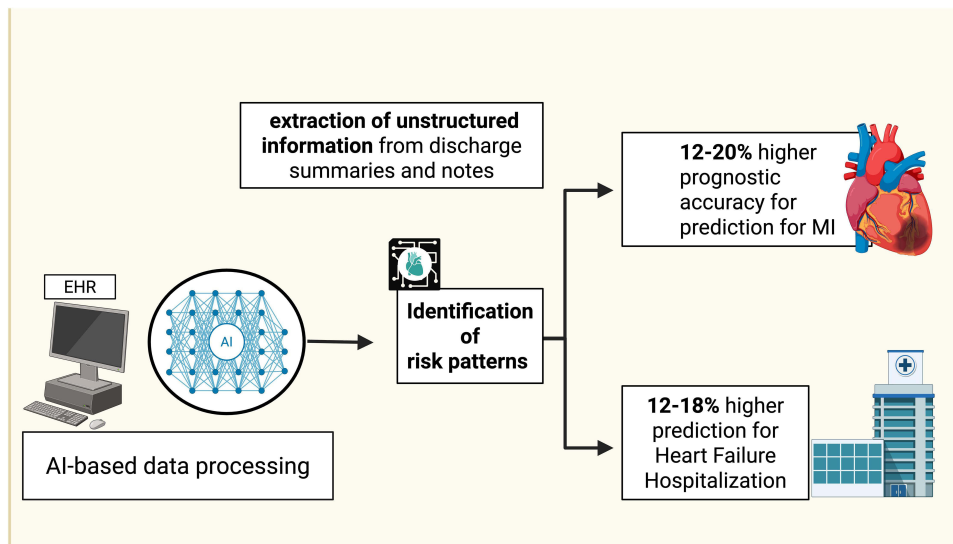 extraction of unstructured
information from discharge
summaries and notes
12-20% higher
prognostic
accuracy for
prediction for MI
EHR
AI
Identification
of
risk patterns
12-18% higher
prediction for
Heart Failure
Hospitalization
AI-based data processing